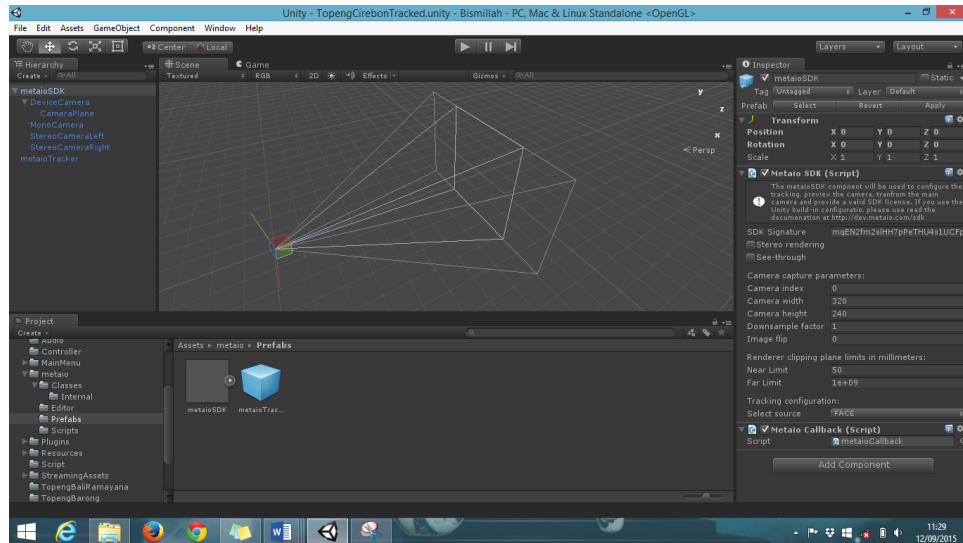 Unity - TopengCirebonTracked.unity - Bismillah - PC, Mac & Linux Standalone <OpenGL>
File Edit Assets GameObject Component Window Help
Center Local
Layers Layout
Hierarchy
Create All
metaioSDK
DeviceCamera
CameraPlane
MonoCamera
StereoCameraLeft
StereoCameraRight
metaioTracker
Scene Game
Textured RGB 2D Effects Gizmos All
y
z
x
Persp
Project
Create
Audio
Controller
MainMenu
metaio
Classes
Internal
Editor
Prefabs
Scripts
Plugins
Resources
Script
StreamingAssets
TopengBaliRamayana
TopengBarong
Assets metaio Prefabs
metaioSDK metaioTrac...
Inspector
metaioSDK Static
Tag Untagged Layer Default
Prefab Select Revert Apply
Transform
Position X 0 Y 0 Z 0
Rotation X 0 Y 0 Z 0
Scale X 1 Y 1 Z 1
Metaio SDK (Script)
The metaioSDK compnent will be used to configure the
tracking, previev the camera, tranfrom the main
camera and provide a valid SDK license. If you use the
Unity build-in configuratio, please use read the
documenation at http://dev.metaio.com/sdk
SDK Signature
Stereo rendering
See-through
Camera capture parameters:
Camera index 0
Camera width 320
Camera height 240
Downsample factor 1
Image flip 0
Renderer clipping plane limits in millimeters:
Near Limit 50
Far Limit 1e+09
Tracking configuration:
Select source FACE
Metaio Callback (Script)
Script metaioCallback
Add Component
11:29
12/09/2015